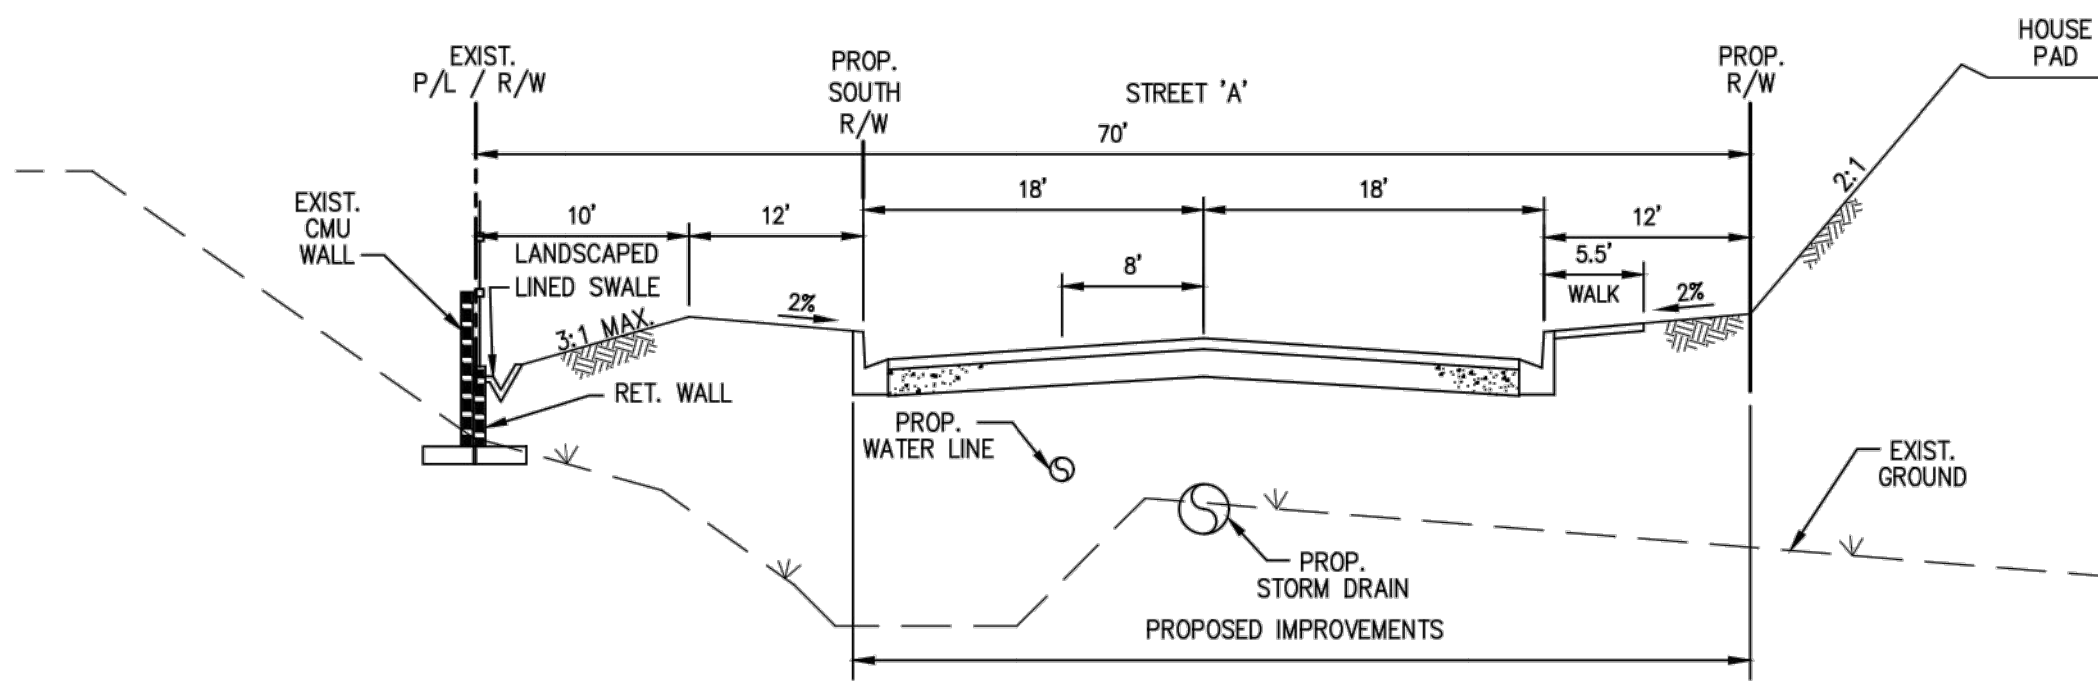 HOUSE
PAD
EXIST.
P/L / R/W
PROP.
SOUTH
R/W
STREET 'A'
PROP.
R/W
70'
EXIST.
CMU
WALL
10'
12'
18'
18'
12'
2:1
LANDSCAPED
LINED SWALE
8'
5.5'
WALK
2%
2%
3:1 MAX.
RET. WALL
PROP.
WATER LINE
EXIST.
GROUND
PROP.
STORM DRAIN
PROPOSED IMPROVEMENTS